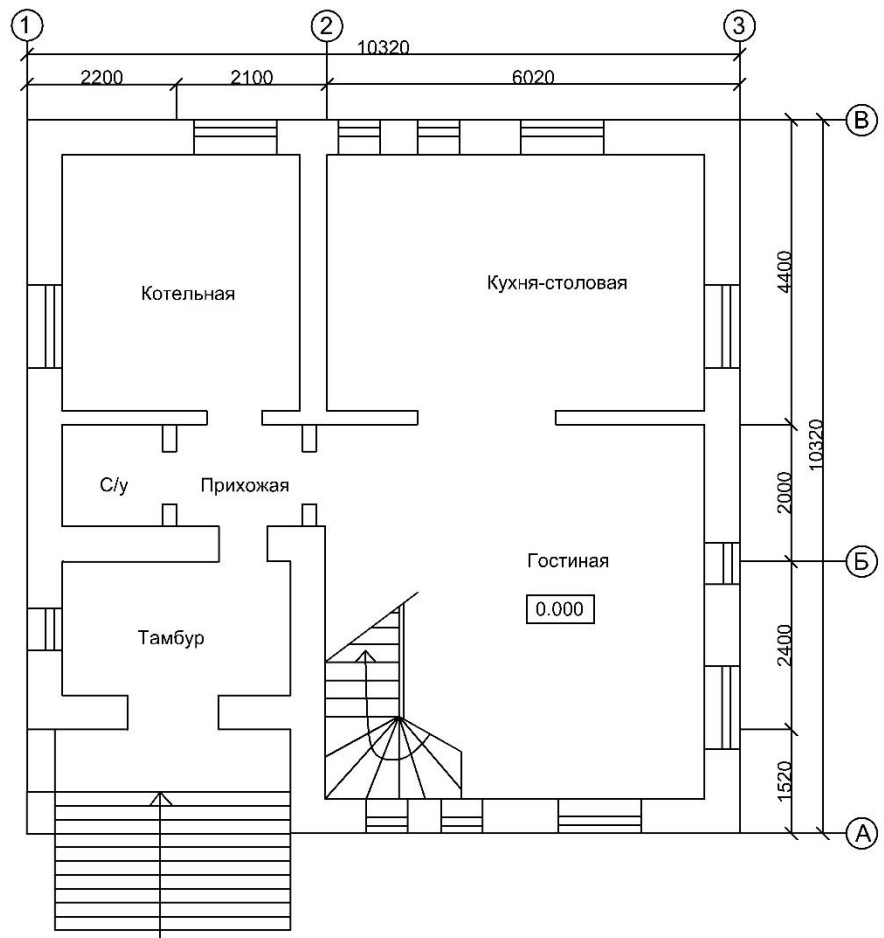 1
2
3
10320
2200
2100
6020
В
4400
Котельная
Кухня-столовая
10320
С/у
Прихожая
2000
Гостиная
Б
0.000
Тамбур
2400
1520
А